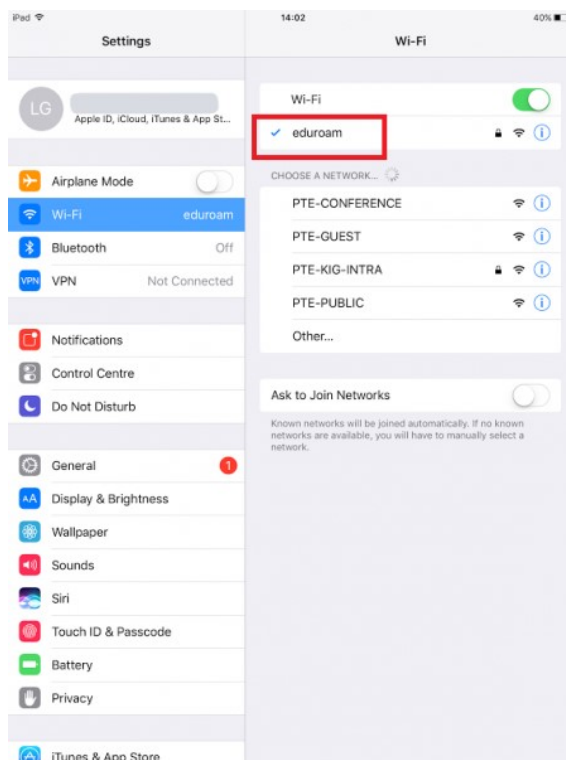 iPad 14:02 40%
Settings
Wi-Fi
LG
Apple ID, iCloud, iTunes & App St...
Airplane Mode
Wi-Fi eduroam
Bluetooth Off
VPN VPN Not Connected
Notifications
Control Centre
Do Not Disturb
General 1
AA Display & Brightness
Wallpaper
Sounds
Siri
Touch ID & Passcode
Battery
Privacy
iTunes & App Store
Wi-Fi
eduroam
CHOOSE A NETWORK...
PTE-CONFERENCE
PTE-GUEST
PTE-KIG-INTRA
PTE-PUBLIC
Other...
Ask to Join Networks
Known networks will be joined automatically. If no known
networks are available, you will have to manually select a
network.